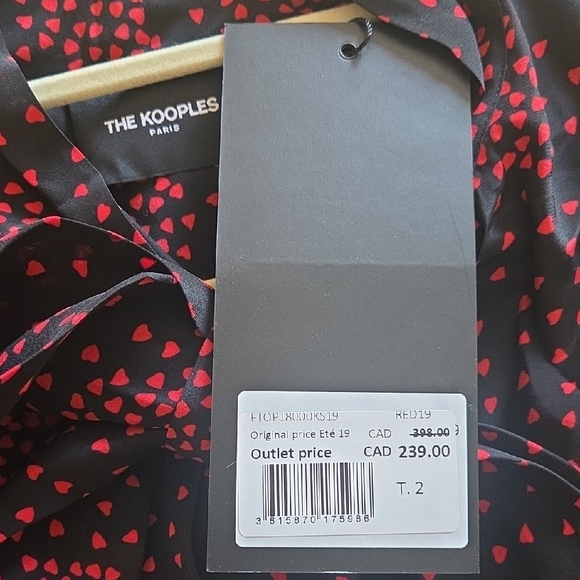 THE KOOPLES
PARIS
FTOP18000KS19 RED19
Original price Eté 19 CAD 398.00
Outlet price CAD 239.00
T. 2
3615870175986